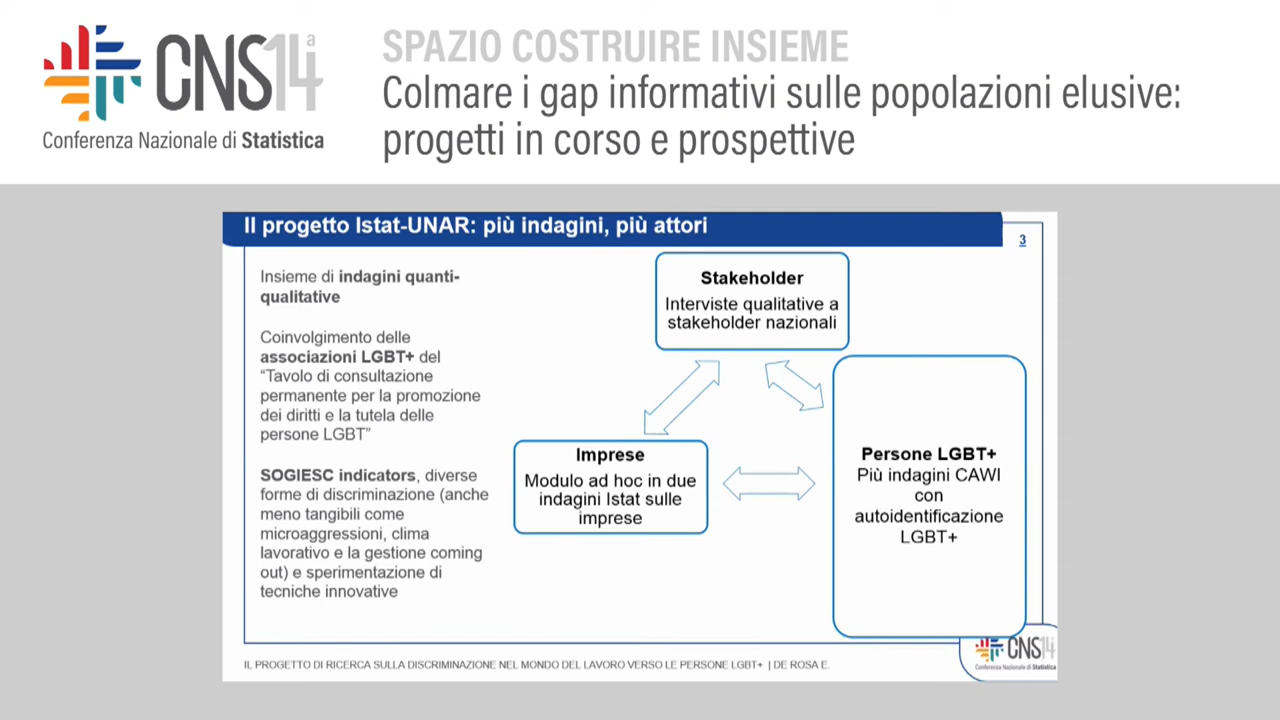 CNS14ª
Conferenza Nazionale di Statistica
SPAZIO COSTRUIRE INSIEME
Colmare i gap informativi sulle popolazioni elusive:
progetti in corso e prospettive
Il progetto Istat-UNAR: più indagini, più attori
3
Insieme di indagini quanti-
qualitative
Coinvolgimento delle
associazioni LGBT+ del
“Tavolo di consultazione
permanente per la promozione
dei diritti e la tutela delle
persone LGBT”
SOGIESC indicators, diverse
forme di discriminazione (anche
meno tangibili come
microaggressioni, clima
lavorativo e la gestione coming
out) e sperimentazione di
tecniche innovative
Stakeholder
Interviste qualitative a
stakeholder nazionali
Imprese
Modulo ad hoc in due
indagini Istat sulle
imprese
Persone LGBT+
Più indagini CAWI
con
autoidentificazione
LGBT+
IL PROGETTO DI RICERCA SULLA DISCRIMINAZIONE NEL MONDO DEL LAVORO VERSO LE PERSONE LGBT+ | DE ROSA E.
CNS14
Conferenza Nazionale di Statistica